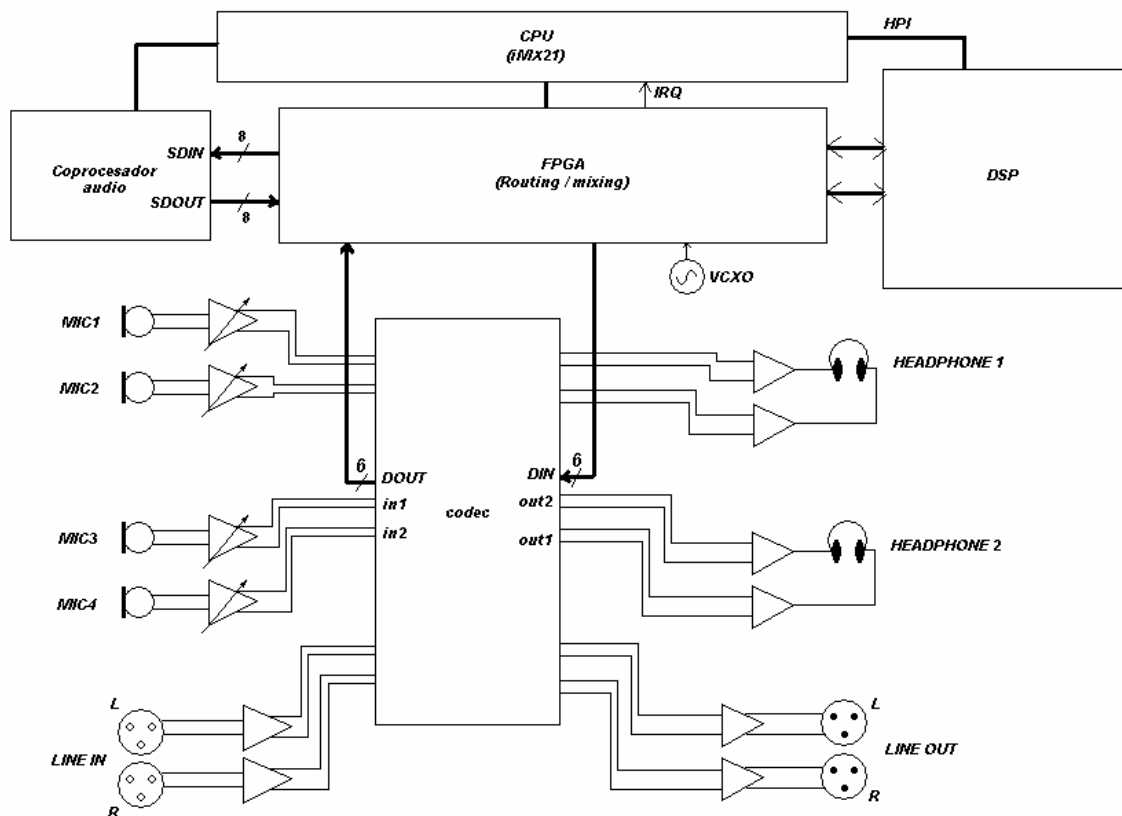 CPU
(iMX21)
HPI
IRQ
SDIN
8
Coprocesador
audio
SDOUT
8
FPGA
(Routing / mixing)
DSP
VCXO
MIC1
MIC2
HEADPHONE 1
6
DOUT
DIN
6
in1
codec
out2
in2
out1
MIC3
MIC4
HEADPHONE 2
L
LINE IN
R
L
LINE OUT
R